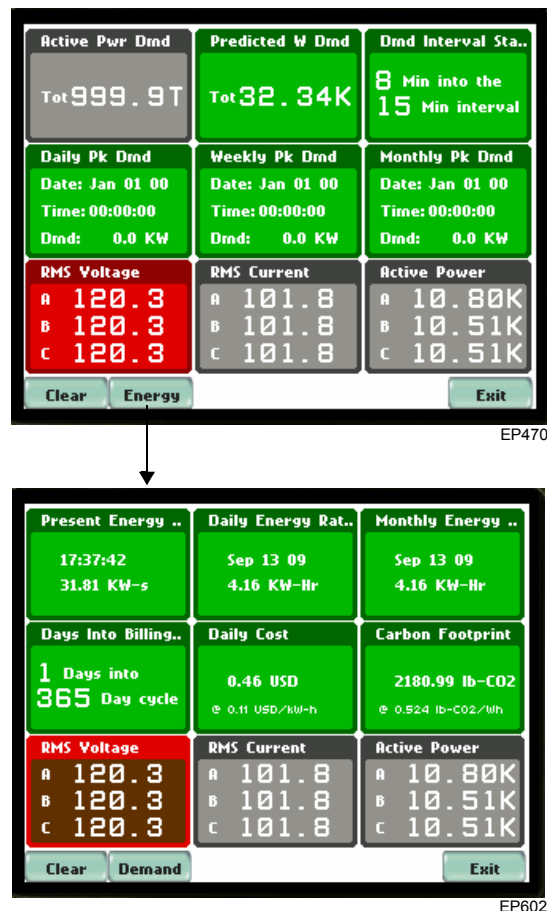 Active Pwr Dmd
Predicted W Dmd
Dmd Interval Sta..
Tot 999.9T
Tot 32.34K
8 Min into the
15 Min interval
Daily Pk Dmd
Date: Jan 01 00
Time: 00:00:00
Dmd: 0.0 KW
Weekly Pk Dmd
Date: Jan 01 00
Time: 00:00:00
Dmd: 0.0 KW
Monthly Pk Dmd
Date: Jan 01 00
Time: 00:00:00
Dmd: 0.0 KW
RMS Voltage
A 120.3
B 120.3
C 120.3
RMS Current
A 101.8
B 101.8
C 101.8
Active Power
A 10.80K
B 10.51K
C 10.51K
Clear
Energy
Exit
EP470
Present Energy ..
17:37:42
31.81 KW-s
Daily Energy Rat..
Sep 13 09
4.16 KW-Hr
Monthly Energy ..
Sep 13 09
4.16 KW-Hr
Days Into Billing..
1 Days into
365 Day cycle
Daily Cost
0.46 USD
@ 0.11 USD/kW-h
Carbon Footprint
2180.99 lb-CO2
@ 0.524 lb-CO2/Wh
RMS Voltage
A 120.3
B 120.3
C 120.3
RMS Current
A 101.8
B 101.8
C 101.8
Active Power
A 10.80K
B 10.51K
C 10.51K
Clear
Demand
Exit
EP602